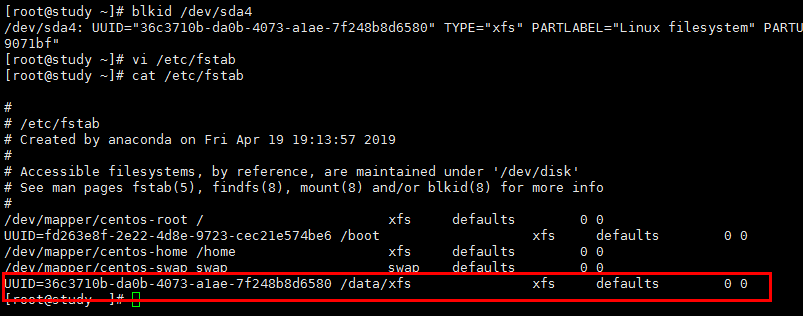 [root@study ~]# blkid /dev/sda4
/dev/sda4: UUID="36c3710b-da0b-4073-a1ae-7f248b8d6580" TYPE="xfs" PARTLABEL="Linux filesystem" PARTU
9071bf"
[root@study ~]# vi /etc/fstab
[root@study ~]# cat /etc/fstab
#
# /etc/fstab
# Created by anaconda on Fri Apr 19 19:13:57 2019
#
# Accessible filesystems, by reference, are maintained under '/dev/disk'
# See man pages fstab(5), findfs(8), mount(8) and/or blkid(8) for more info
#
/dev/mapper/centos-root / xfs defaults 0 0
UUID=fd263e8f-2e22-4d8e-9723-cec21e574be6 /boot xfs defaults 0 0
/dev/mapper/centos-home /home xfs defaults 0 0
/dev/mapper/centos-swap swap swap defaults 0 0
UUID=36c3710b-da0b-4073-a1ae-7f248b8d6580 /data/xfs xfs defaults 0 0
[root@study ~]#